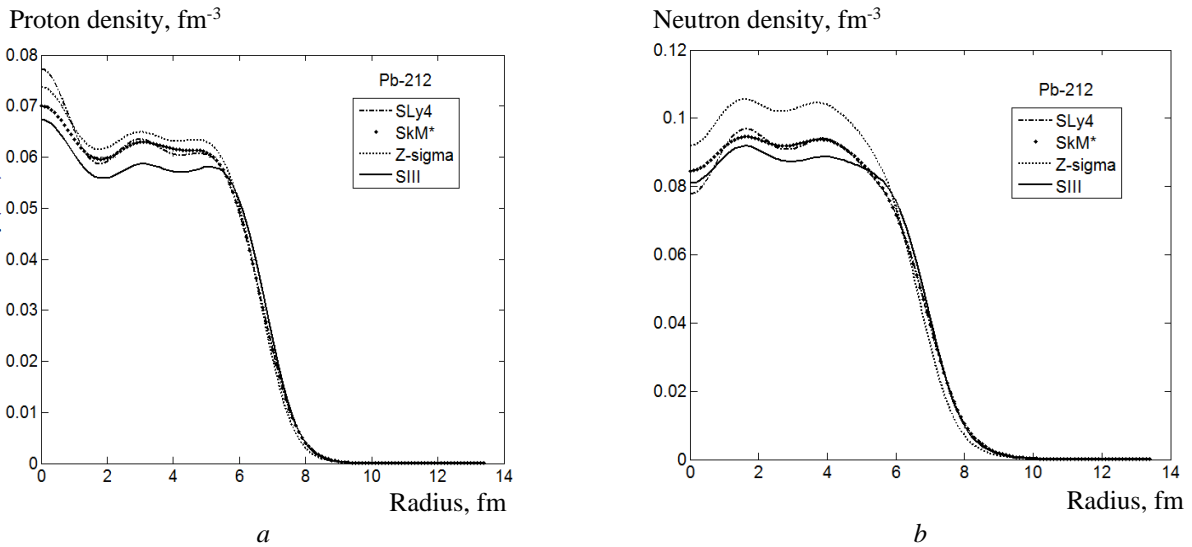 Proton density, fm-3
0.08
0.07
0.06
0.05
0.04
0.03
0.02
0.01
0
0 2 4 6 8 10 12 14
Pb-212
SLy4
SkM*
Z-sigma
SIII
Radius, fm
a
Neutron density, fm-3
0.12
0.1
0.08
0.06
0.04
0.02
0
0 2 4 6 8 10 12 14
Pb-212
SLy4
SkM*
Z-sigma
SIII
Radius, fm
b